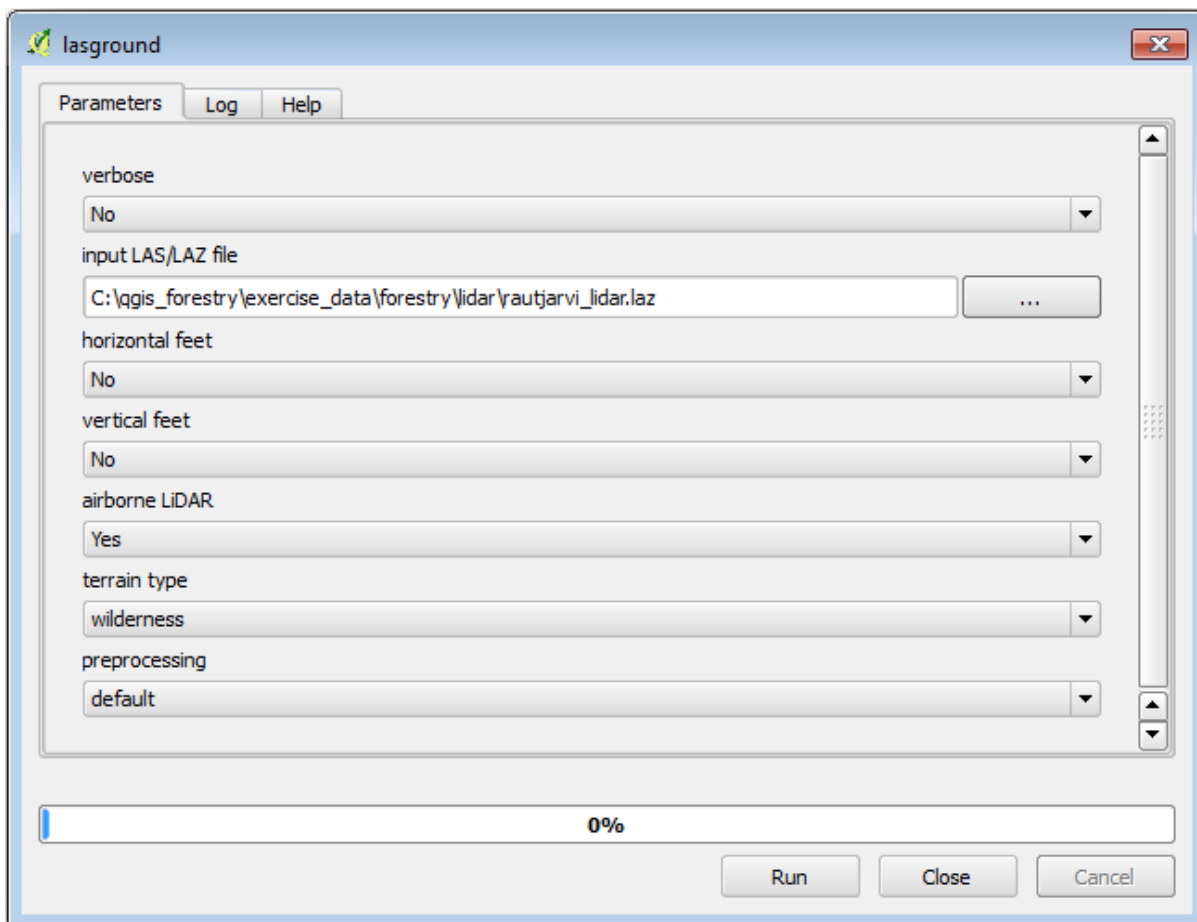 lasground
Parameters Log Help
verbose
No
input LAS/LAZ file
C:\qgis_forestry\exercise_data\forestry\lidar\rautjarvi_lidar.laz ...
horizontal feet
No
vertical feet
No
airborne LiDAR
Yes
terrain type
wilderness
preprocessing
default
0%
Run Close Cancel